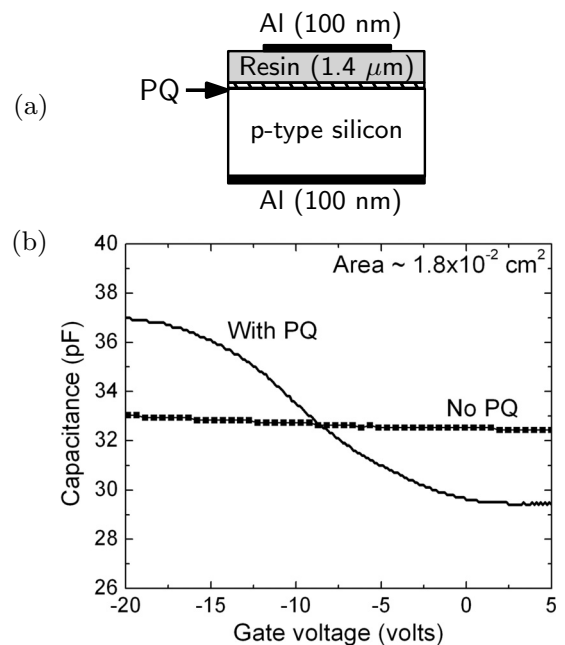 Al (100 nm)
Resin (1.4 μm)
PQ
(a)
p-type silicon
Al (100 nm)
(b)
40
Area ~ 1.8x10⁻² cm²
38
With PQ
36
34
No PQ
32
30
28
26
-20 -15 -10 -5 0 5
Capacitance (pF)
Gate voltage (volts)